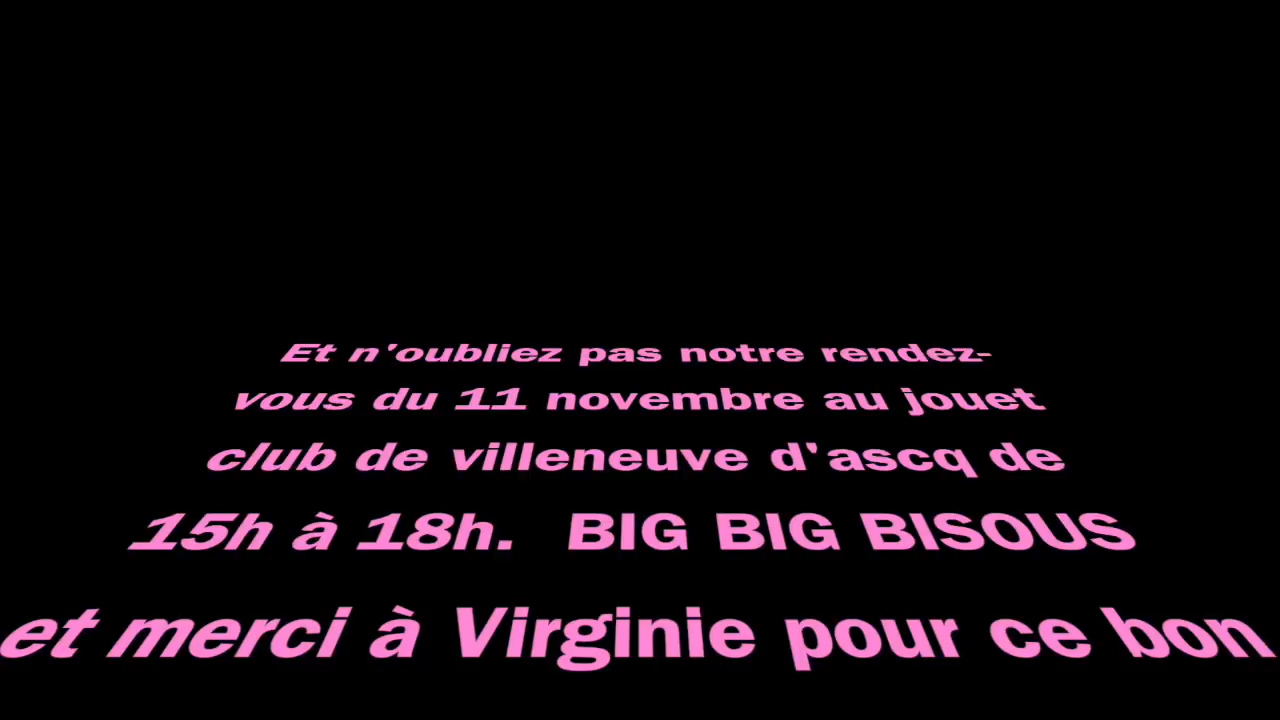 Et n'oubliez pas notre rendez-
vous du 11 novembre au jouet
club de villeneuve d'ascq de
15h à 18h.  BIG BIG BISOUS
et merci à Virginie pour ce bon